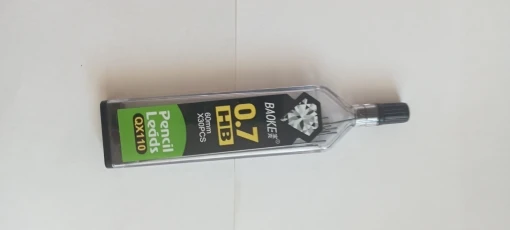 BAOKE
0.7
HB
60mm
X30PCS
Pencil
Leads
QX110